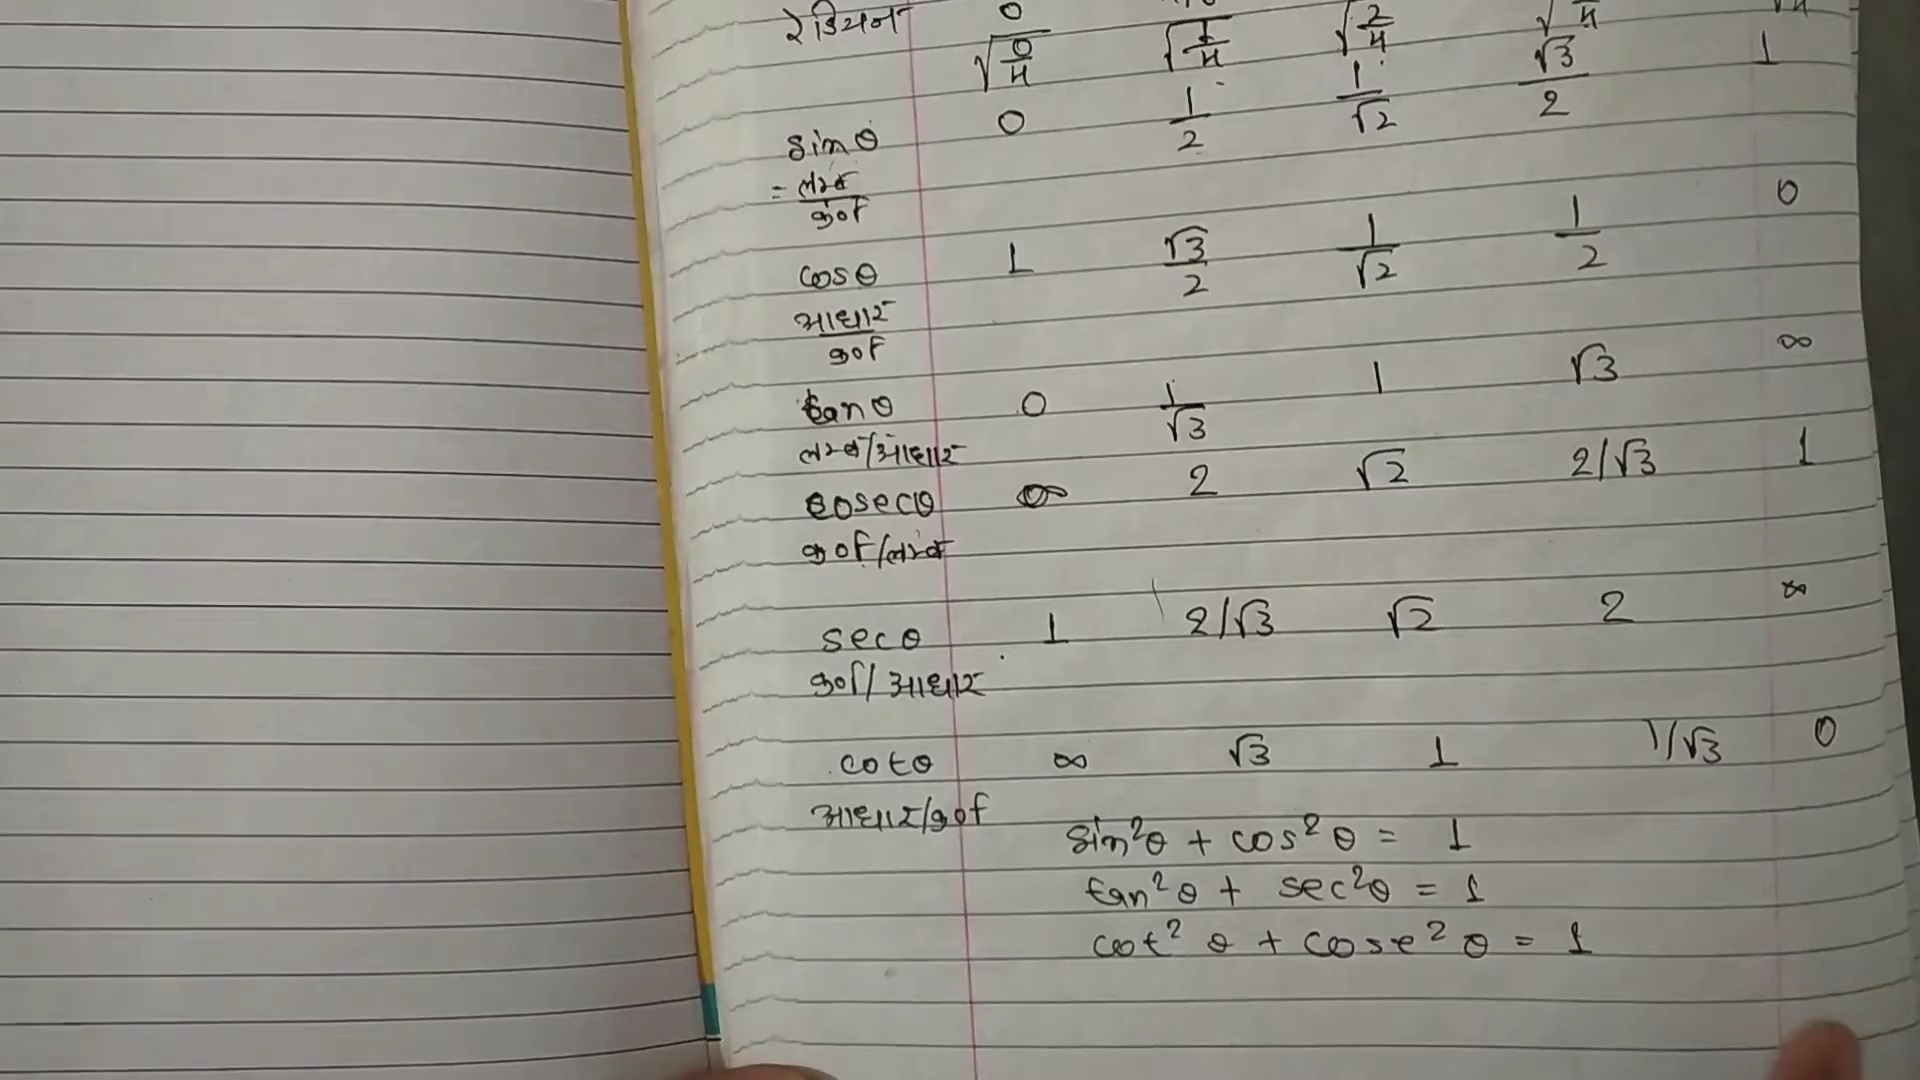 रेडियन 0
√0/4 √1/4 √2/4 √3/4
sinθ 0 1/2 1/√2 √3/2 1
= लम्ब/कर्ण
cosθ 1 √3/2 1/√2 1/2 0
आधार/कर्ण
tanθ 0 1/√3 1 √3 ∞
लम्ब/आधार
cosecθ ∞ 2 √2 2/√3 1
कर्ण/लम्ब
secθ 1 2/√3 √2 2 ∞
कर्ण/आधार
cotθ ∞ √3 1 1/√3 0
आधार/कर्ण
sin²θ + cos²θ = 1
tan²θ + sec²θ = 1
cot²θ + cose²θ = 1